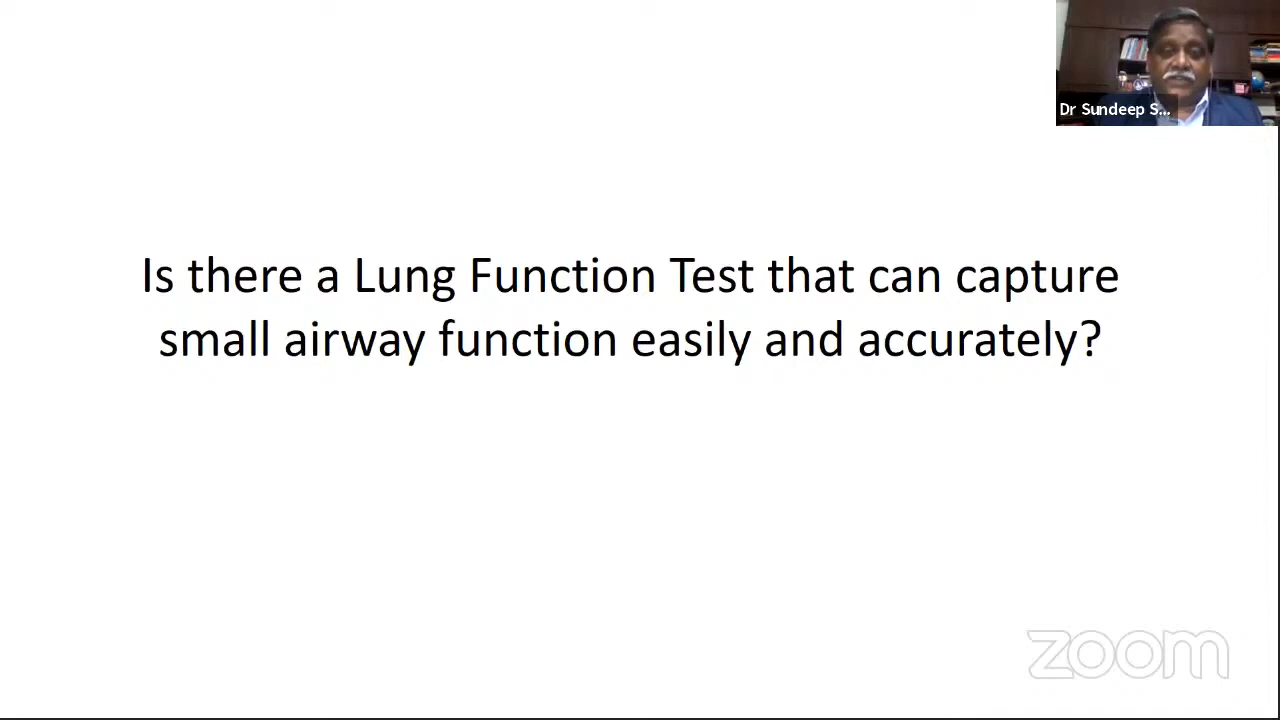 Dr Sundeep S...
Is there a Lung Function Test that can capture
small airway function easily and accurately?
zoom